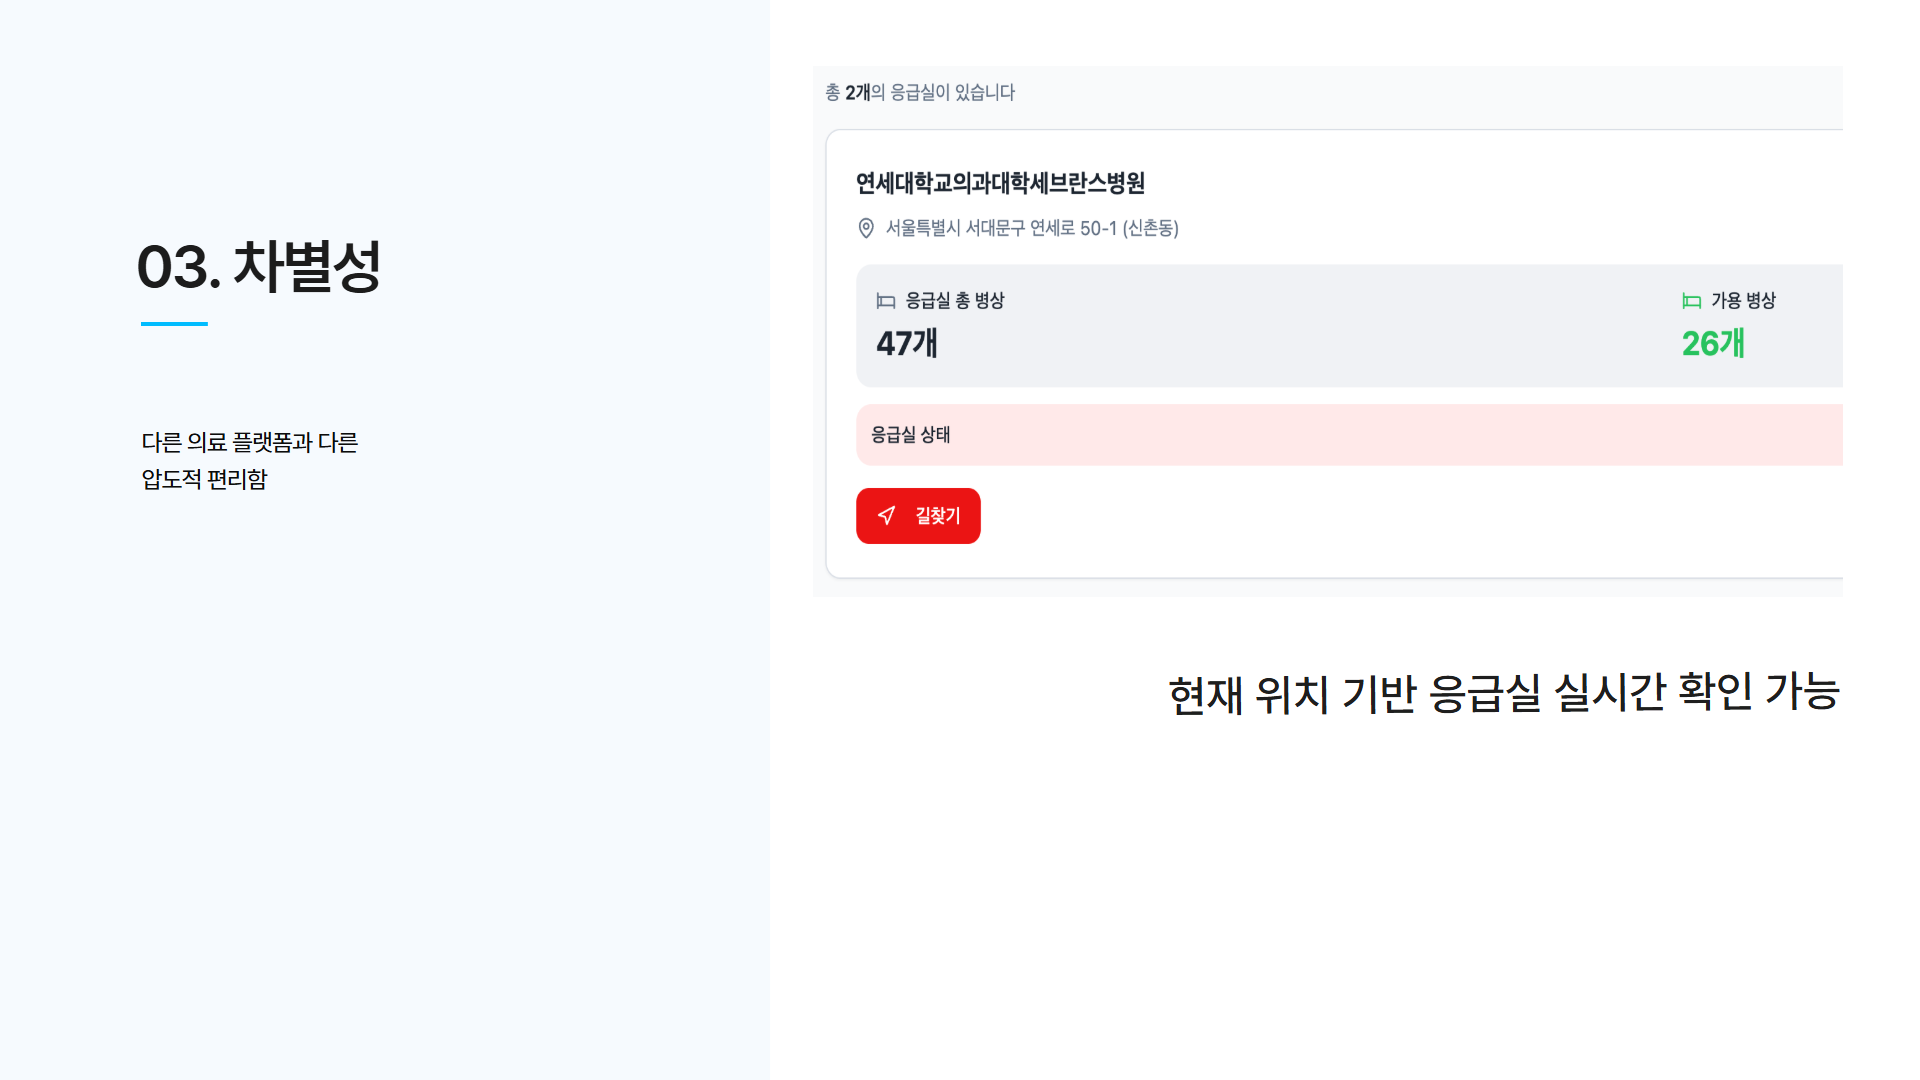 03. 차별성
다른 의료 플랫폼과 다른
압도적 편리함
총 2개의 응급실이 있습니다
연세대학교의과대학세브란스병원
서울특별시 서대문구 연세로 50-1 (신촌동)
응급실 총 병상
47개
가용 병상
26개
응급실 상태
길찾기
현재 위치 기반 응급실 실시간 확인 가능